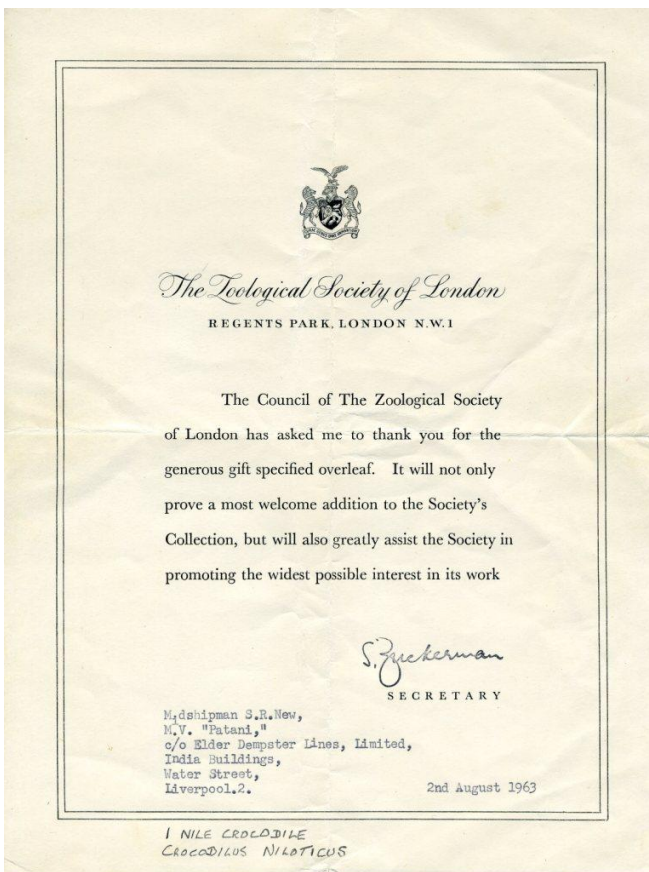 The Zoological Society of London
REGENTS PARK, LONDON N.W.1
The Council of The Zoological Society
of London has asked me to thank you for the
generous gift specified overleaf. It will not only
prove a most welcome addition to the Society's
Collection, but will also greatly assist the Society in
promoting the widest possible interest in its work
S. Zuckerman
SECRETARY
Midshipman S.R.New,
M.V. "Patani,"
c/o Elder Dempster Lines, Limited,
India Buildings,
Water Street,
Liverpool.2.
2nd August 1963
1 NILE CROCODILE
CROCODILUS NILOTICUS